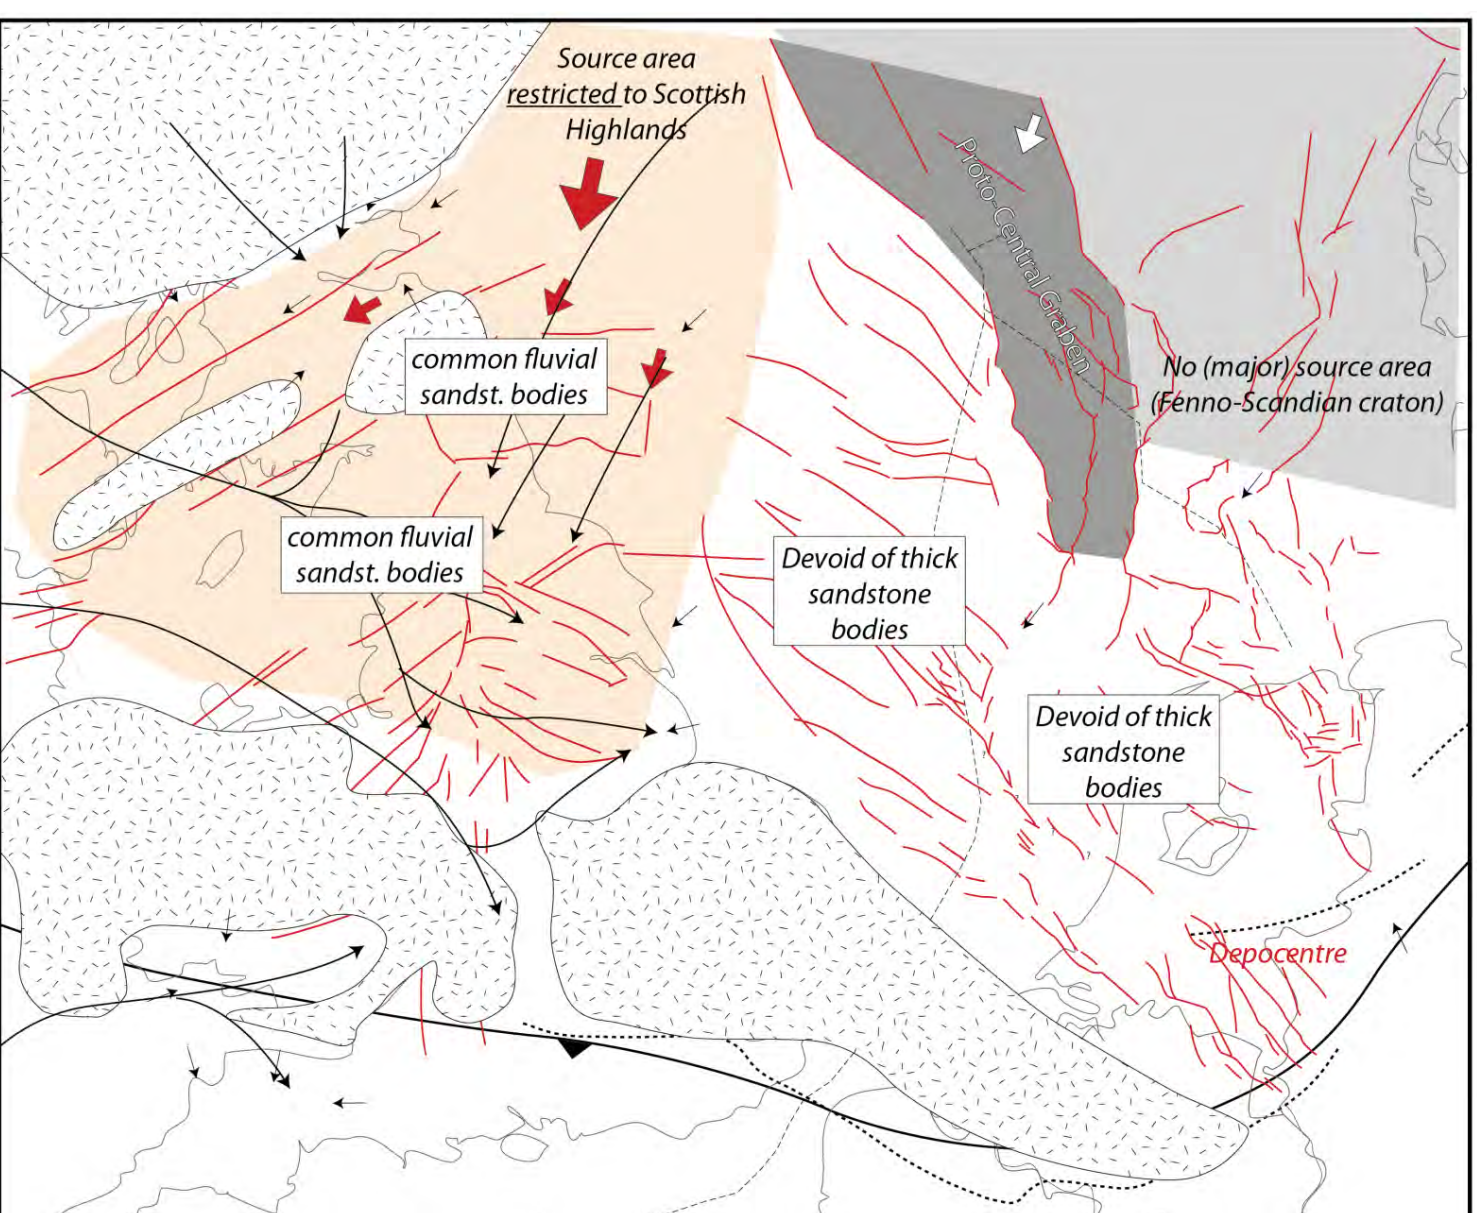 Source area
restricted to Scottish
Highlands
Proto-Central Graben
common fluvial
sandst. bodies
No (major) source area
(Fenno-Scandian craton)
common fluvial
sandst. bodies
Devoid of thick
sandstone
bodies
Devoid of thick
sandstone
bodies
Depocentre